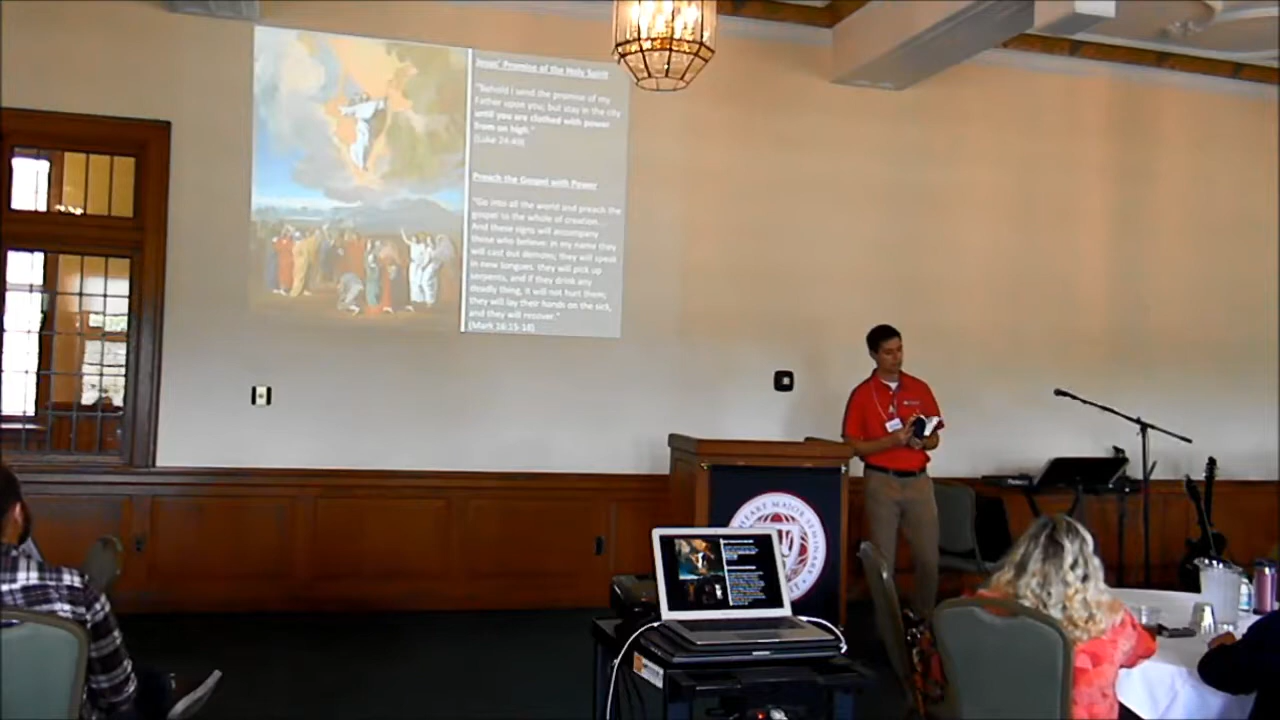 Jesus' Promise of the Holy Spirit
"Behold I send the promise of my
Father upon you; but stay in the city
until you are clothed with power
from on high."
(Luke 24:49)
Preach the Gospel with Power
"Go into all the world and preach the
gospel to the whole of creation...
And these signs will accompany
those who believe: in my name they
will cast out demons; they will speak
in new tongues. they will pick up
serpents, and if they drink any
deadly thing, it will not hurt them;
they will lay their hands on the sick,
and they will recover."
(Mark 16:15-18)
MAJOR SEMINARY